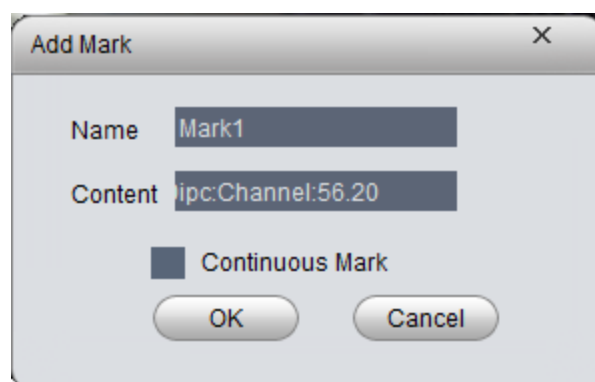 Add Mark
Name Mark1
Content ipc:Channel:56.20
Continuous Mark
OK Cancel